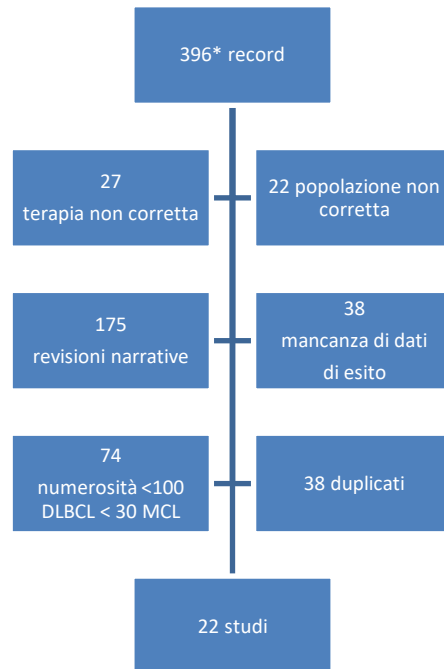 396* record
27
terapia non corretta
22 popolazione non
corretta
175
revisioni narrative
38
mancanza di dati
di esito
74
numerosità <100
DLBCL < 30 MCL
38 duplicati
22 studi